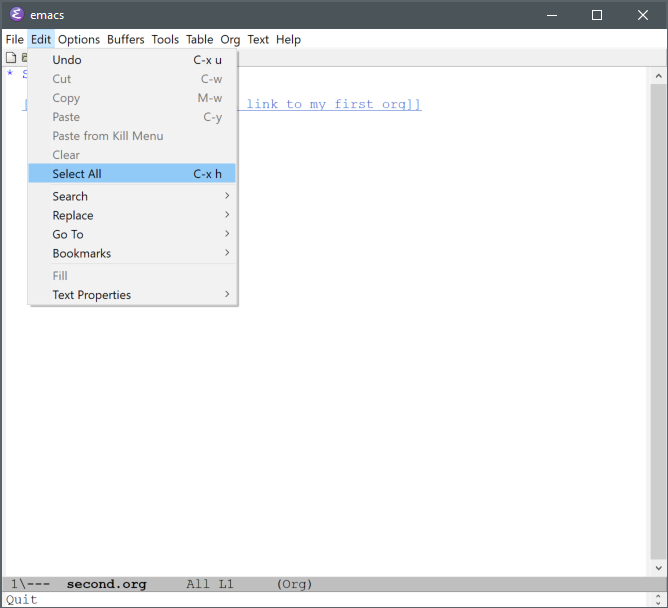 emacs
File Edit Options Buffers Tools Table Org Text Help
* S
Undo C-x u
Cut C-w
Copy M-w
link to my first org]]
Paste C-y
Paste from Kill Menu
Clear
Select All C-x h
Search
Replace
Go To
Bookmarks
Fill
Text Properties
1\--- second.org All L1 (Org)
Quit